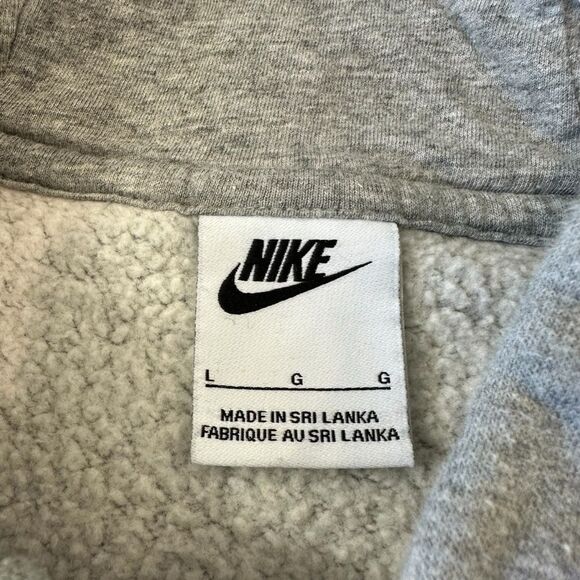 NIKE
L G G
MADE IN SRI LANKA
FABRIQUE AU SRI LANKA